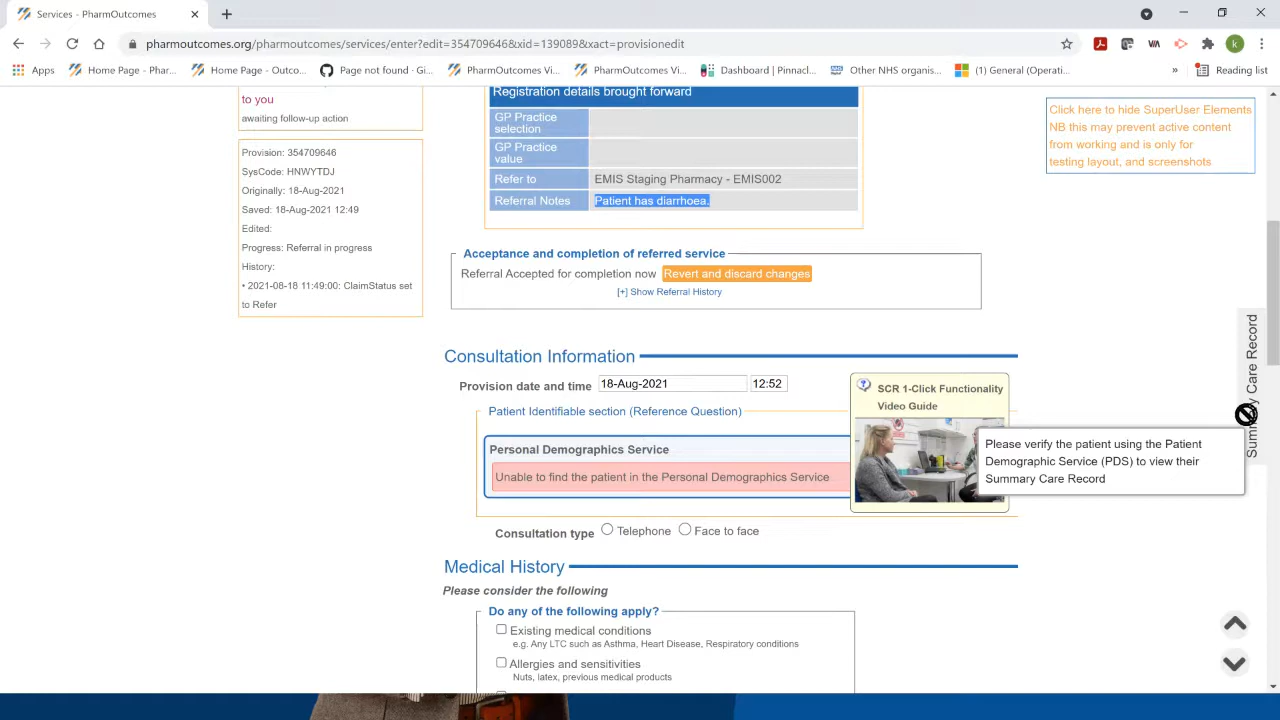 Services - PharmOutcomes
pharmoutcomes.org/pharmoutcomes/services/enter?edit=354709646&xid=139089&xact=provisionedit
k
Apps
Home Page - Phar...
Home Page - Outco...
Page not found · Gi...
PharmOutcomes Vi...
PharmOutcomes Vi...
Dashboard | Pinnacl...
Other NHS organis...
(1) General (Operati...
»
Reading list
to you
awaiting follow-up action
Provision: 354709646
SysCode: HNWYTDJ
Originally: 18-Aug-2021
Saved: 18-Aug-2021 12:49
Edited:
Progress: Referral in progress
History:
• 2021-08-18 11:49:00: ClaimStatus set
to Refer
Registration details brought forward
GP Practice
selection
GP Practice
value
Refer to EMIS Staging Pharmacy - EMIS002
Referral Notes Patient has diarrhoea.
Click here to hide SuperUser Elements
NB this may prevent active content
from working and is only for
testing layout, and screenshots
Acceptance and completion of referred service
Referral Accepted for completion now Revert and discard changes
[+] Show Referral History
Consultation Information
Provision date and time 18-Aug-2021 12:52
Patient Identifiable section (Reference Question)
Personal Demographics Service
Unable to find the patient in the Personal Demographics Service
SCR 1-Click Functionality
Video Guide
Summary Care Record
Please verify the patient using the Patient
Demographic Service (PDS) to view their
Summary Care Record
Consultation type Telephone Face to face
Medical History
Please consider the following
Do any of the following apply?
Existing medical conditions
e.g. Any LTC such as Asthma, Heart Disease, Respiratory conditions
Allergies and sensitivities
Nuts, latex, previous medical products